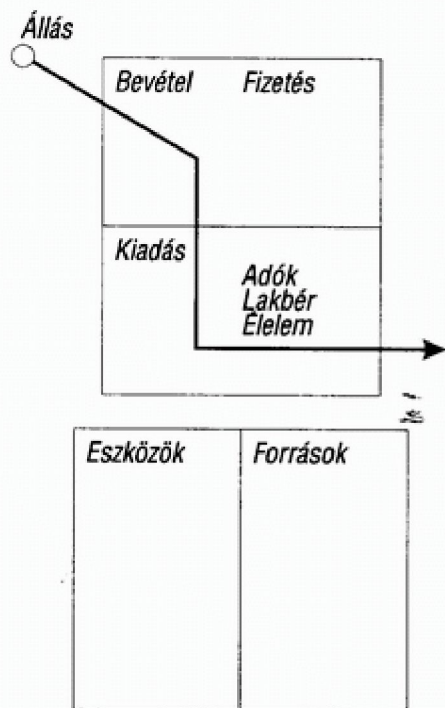 Állás
Bevétel Fizetés
Kiadás
Adók
Lakbér
Élelem
Eszközök Források